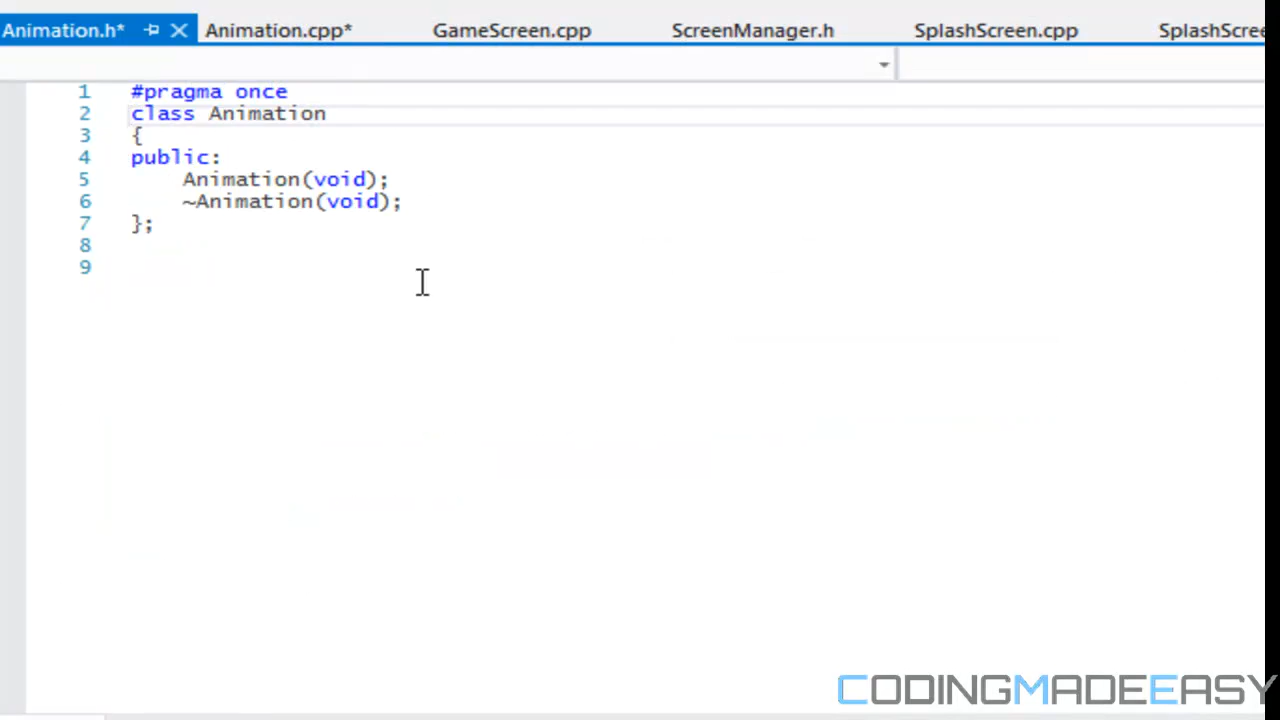 Animation.h* Animation.cpp* GameScreen.cpp ScreenManager.h SplashScreen.cpp SplashScree
1 #pragma once
2 class Animation
3 {
4 public:
5 Animation(void);
6 ~Animation(void);
7 };
8
9
CODINGMADEEASY